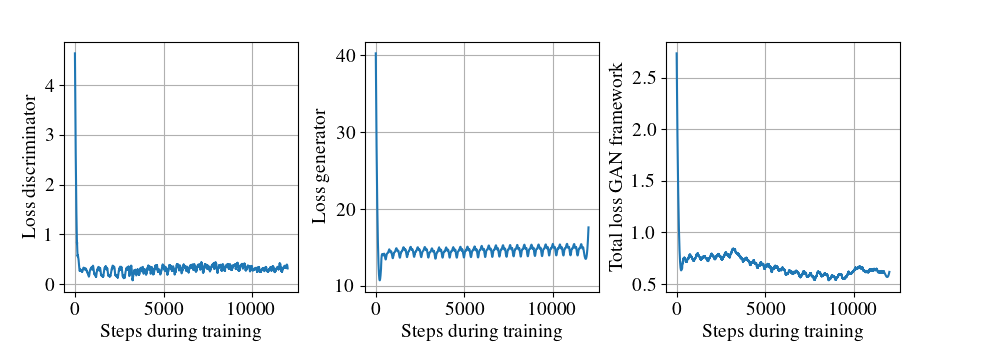 Loss discriminator
4
3
2
1
0
0 5000 10000
Steps during training
Loss generator
40
30
20
10
0 5000 10000
Steps during training
Total loss GAN framework
2.5
2.0
1.5
1.0
0.5
0 5000 10000
Steps during training